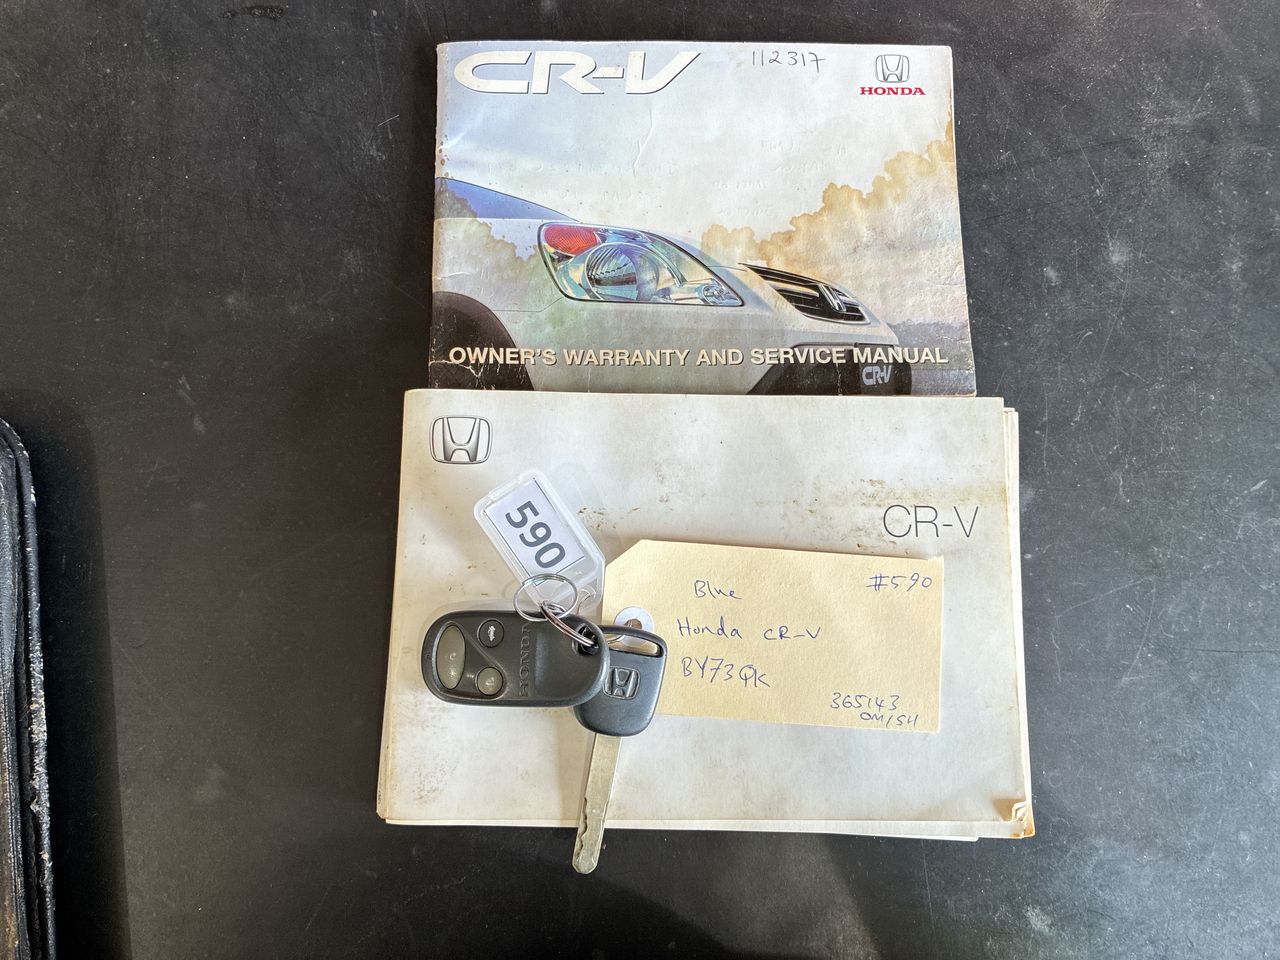 CR-V
112317
HONDA
OWNER'S WARRANTY AND SERVICE MANUAL
CR-V
CR-V
590
HONDA
#590
Blue
Honda CR-V
BY73QK
365143
OM/SH